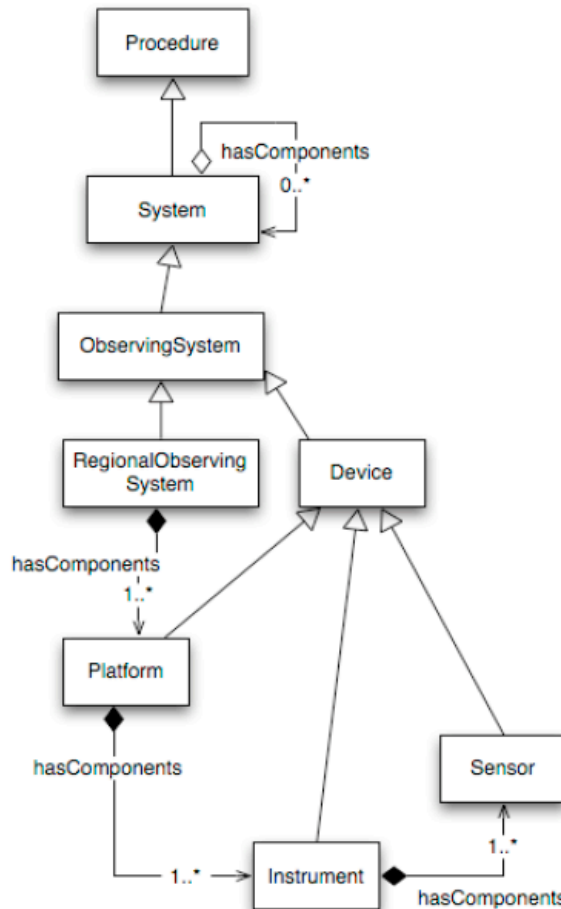 Procedure
hasComponents
0..*
System
ObservingSystem
RegionalObserving
System
Device
hasComponents
1..*
Platform
hasComponents
Sensor
1..*
1..*
Instrument
hasComponents